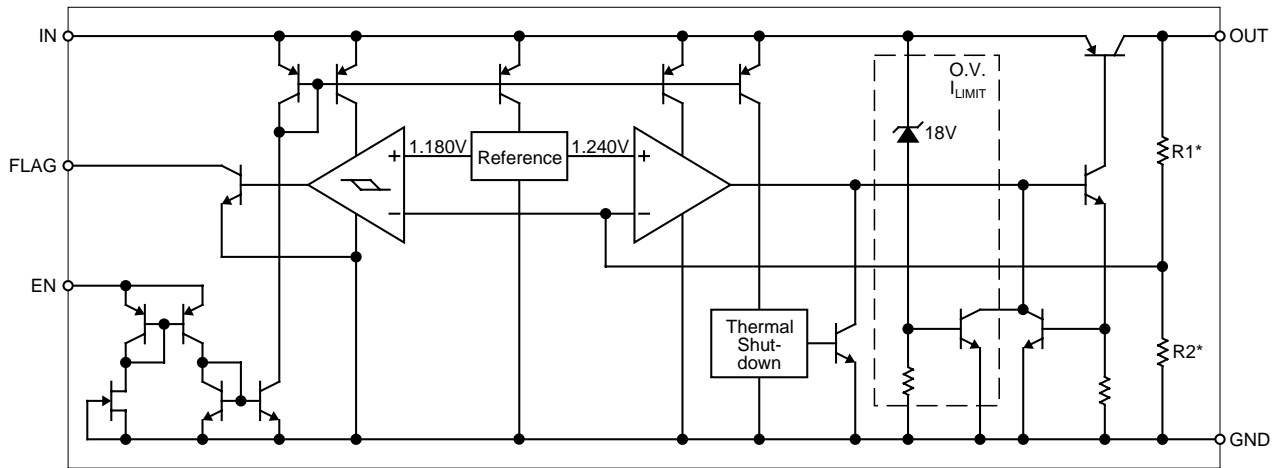 IN
OUT
O.V.
ILIMIT
18V
FLAG
+
1.180V
Reference
1.240V
+
R1*
−
−
EN
Thermal
Shut-
down
R2*
GND